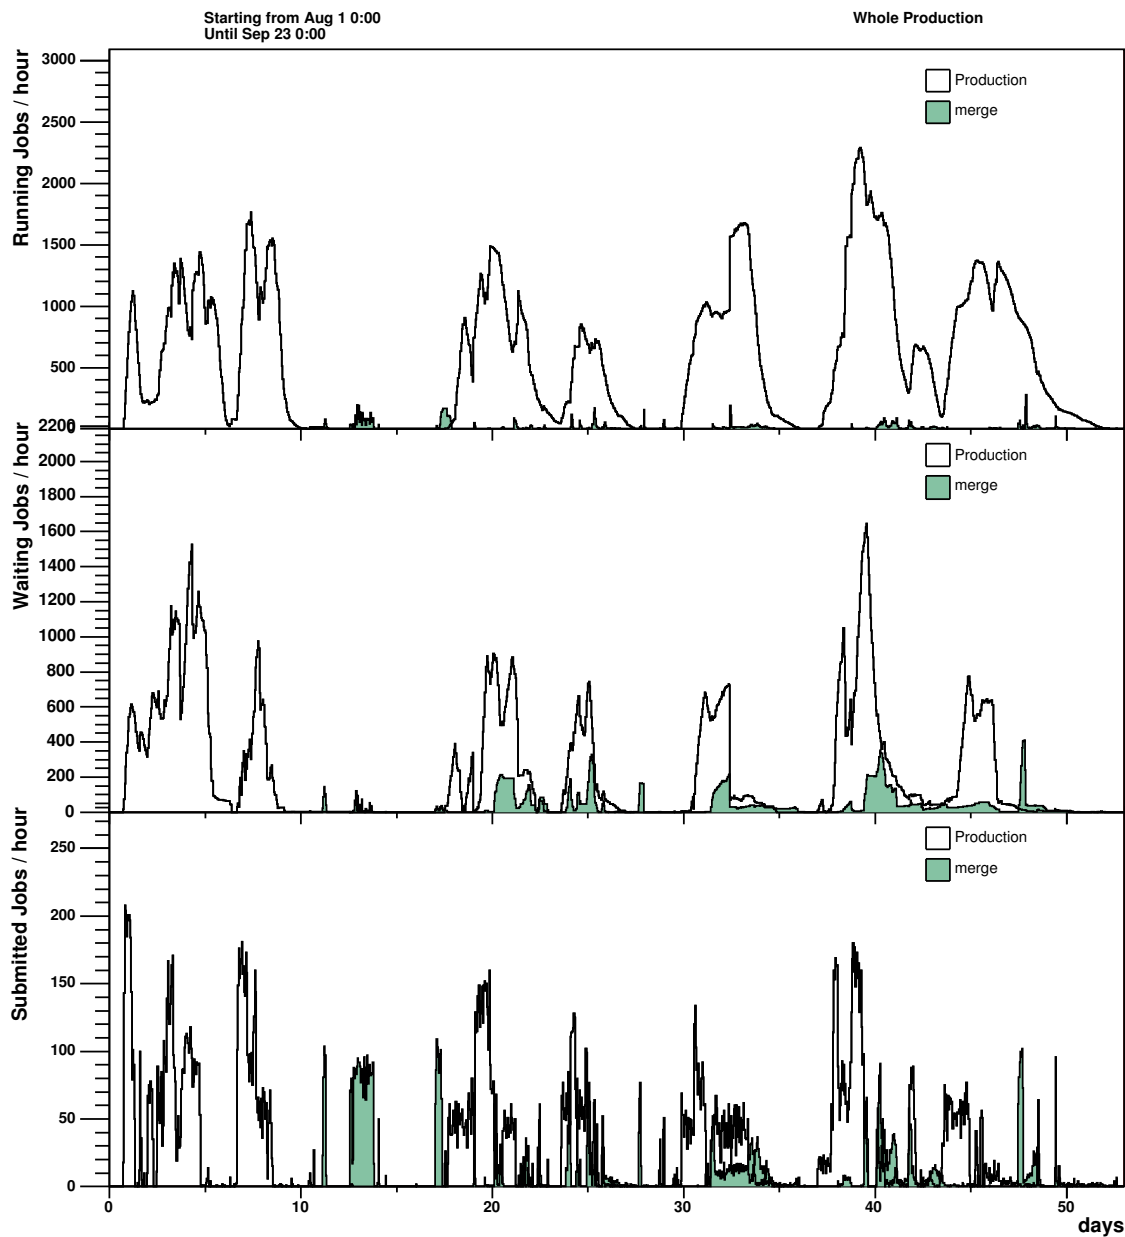 Starting from Aug 1 0:00
Until Sep 23 0:00
Whole Production
Running Jobs / hour
3000
2500
2000
1500
1000
500
0
Production
merge
Waiting Jobs / hour
2200
2000
1800
1600
1400
1200
1000
800
600
400
200
0
Production
merge
Submitted Jobs / hour
250
200
150
100
50
0
Production
merge
0
10
20
30
40
50
days